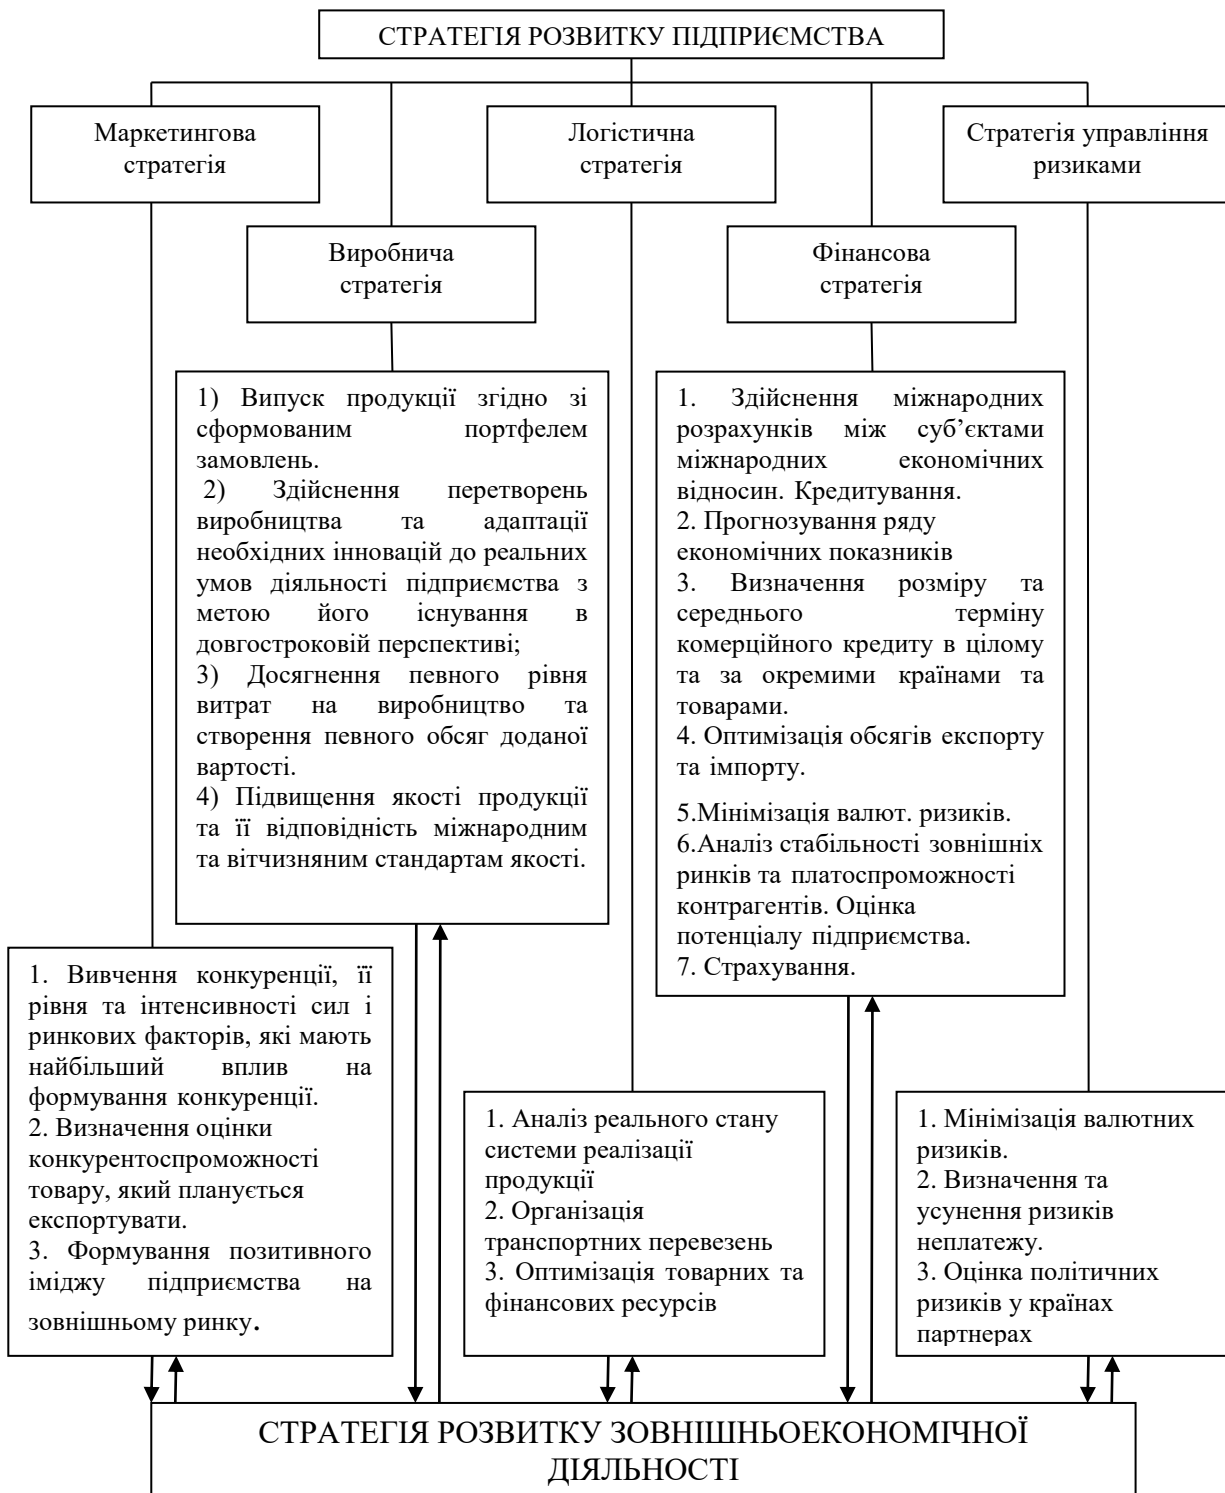 СТРАТЕГІЯ РОЗВИТКУ ПІДПРИЄМСТВА
Маркетингова
стратегія
Логістична
стратегія
Стратегія управління
ризиками
Виробнича
стратегія
Фінансова
стратегія
1) Випуск продукції згідно зі
сформованим портфелем
замовлень.
2) Здійснення перетворень
виробництва та адаптації
необхідних інновацій до реальних
умов діяльності підприємства з
метою його існування в
довгостроковій перспективі;
3) Досягнення певного рівня
витрат на виробництво та
створення певного обсяг доданої
вартості.
4) Підвищення якості продукції
та її відповідність міжнародним
та вітчизняним стандартам якості.
1. Здійснення міжнародних
розрахунків між суб’єктами
міжнародних економічних
відносин. Кредитування.
2. Прогнозування ряду
економічних показників
3. Визначення розміру та
середнього терміну
комерційного кредиту в цілому
та за окремими країнами та
товарами.
4. Оптимізація обсягів експорту
та імпорту.
5.Мінімізація валют. ризиків.
6.Аналіз стабільності зовнішніх
ринків та платоспроможності
контрагентів. Оцінка
потенціалу підприємства.
7. Страхування.
1. Вивчення конкуренції, її
рівня та інтенсивності сил і
ринкових факторів, які мають
найбільший вплив на
формування конкуренції.
2. Визначення оцінки
конкурентоспроможності
товару, який планується
експортувати.
3. Формування позитивного
іміджу підприємства на
зовнішньому ринку.
1. Аналіз реального стану
системи реалізації
продукції
2. Організація
транспортних перевезень
3. Оптимізація товарних та
фінансових ресурсів
1. Мінімізація валютних
ризиків.
2. Визначення та
усунення ризиків
неплатежу.
3. Оцінка політичних
ризиків у країнах
партнерах
СТРАТЕГІЯ РОЗВИТКУ ЗОВНІШНЬОЕКОНОМІЧНОЇ
ДІЯЛЬНОСТІ